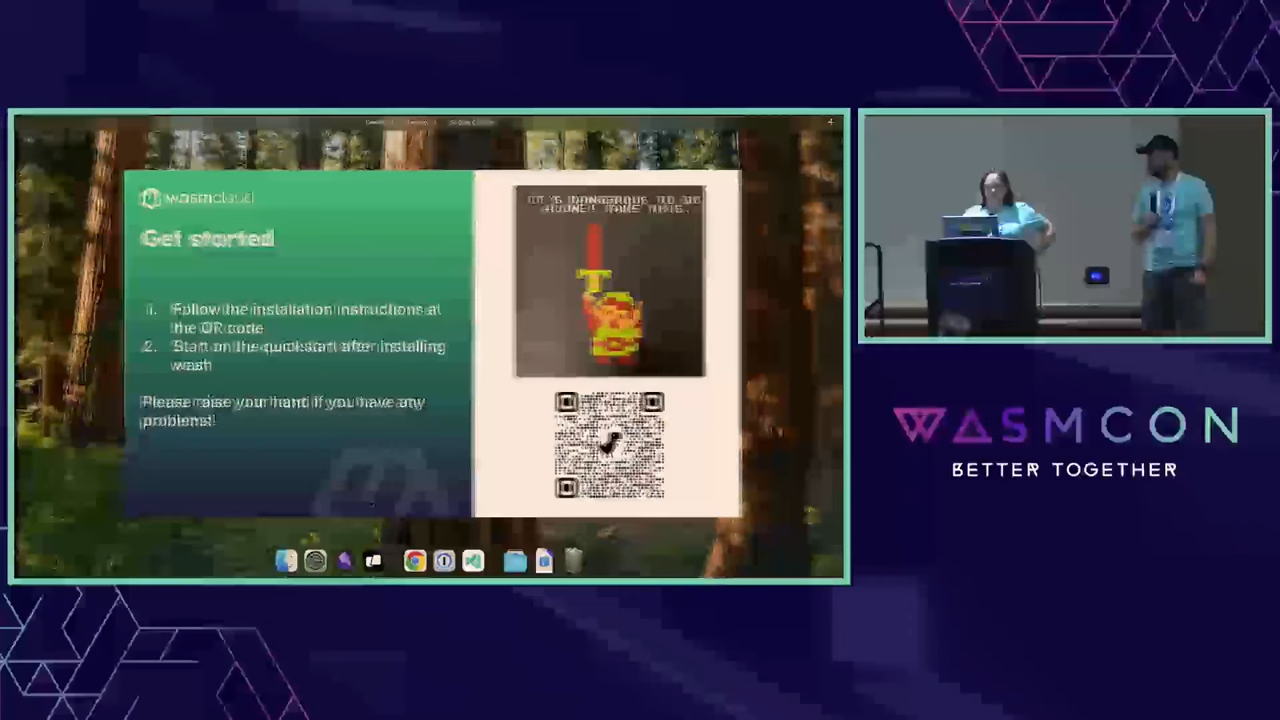 wasmcloud
Get started
1. Follow the installation instructions at
the QR code
2. Start on the quickstart after installing
wash
Please raise your hand if you have any
problems!
IT'S DANGEROUS TO GO
ALONE! TAKE THIS.
WASMCON
BETTER TOGETHER